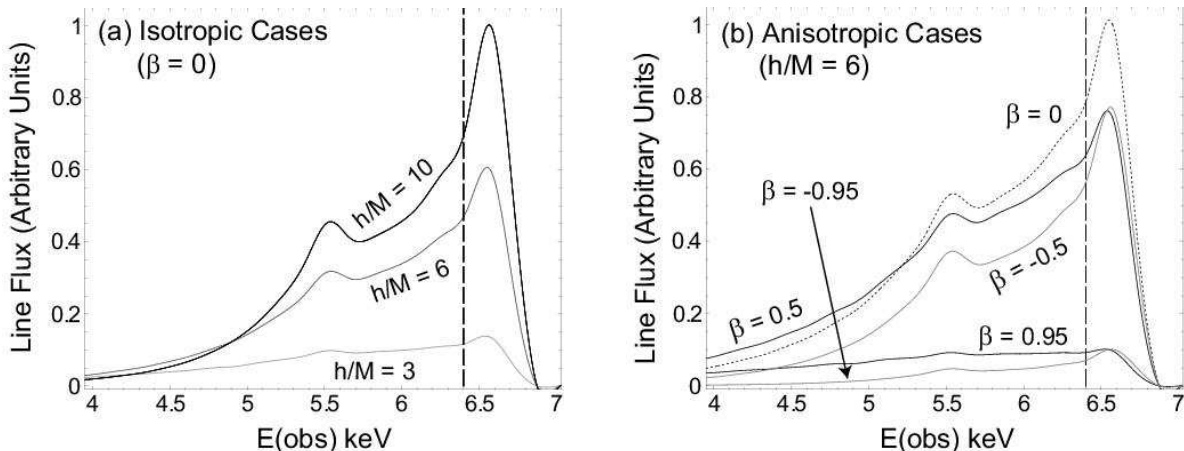 (a) Isotropic Cases
(β = 0)
Line Flux (Arbitrary Units)
1
0.8
0.6
0.4
0.2
0
h/M = 10
h/M = 6
h/M = 3
4 4.5 5 5.5 6 6.5 7
E(obs) keV
(b) Anisotropic Cases
(h/M = 6)
Line Flux (Arbitrary Units)
1
0.8
0.6
0.4
0.2
0
β = 0
β = -0.95
β = -0.5
β = 0.5
β = 0.95
4 4.5 5 5.5 6 6.5 7
E(obs) keV